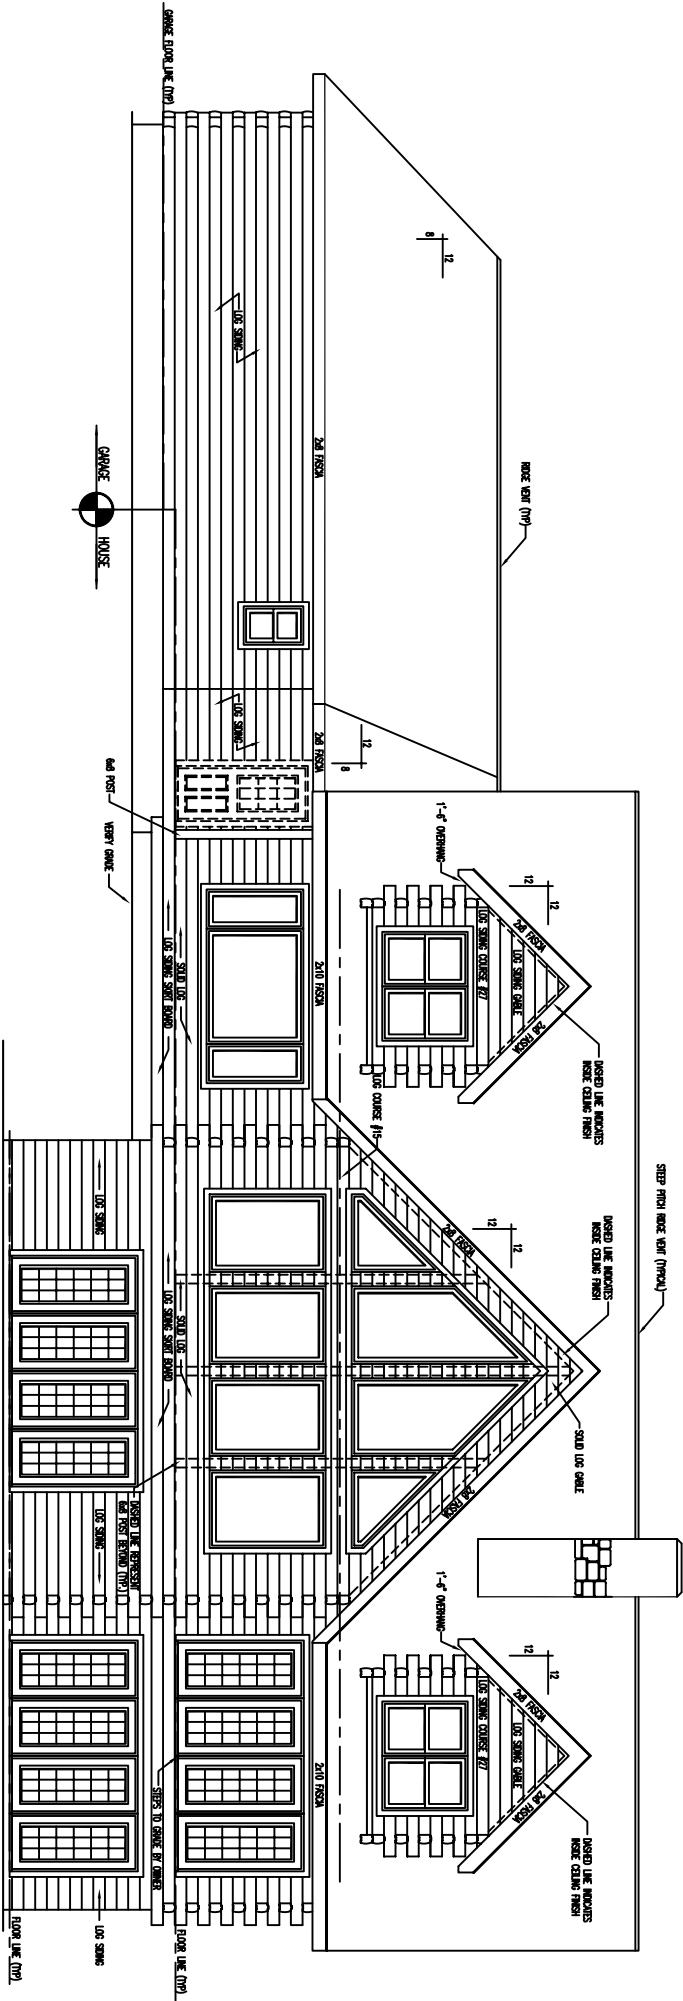 GARAGE FLOOR LINE (TYP)
12
8
LOG SIDING
2x8 FASCIA
RIDGE VENT (TYP)
GARAGE
HOUSE
LOG SIDING
2x8 FASCIA
12
8
6x6 POST
VERIFY GRADE
1'-6" OVERHANG
12
12
2x8 FASCIA
2x8 FASCIA
LOG SIDING GABLE
LOG SIDING COURSE #27
DASHED LINE INDICATES
INSIDE CEILING FINISH
2x10 FASCIA
SOLID LOG
LOG SIDING SKIRT BOARD
LOG COURSE #15
STEEP PITCH RIDGE VENT (TYPICAL)
DASHED LINE INDICATES
INSIDE CEILING FINISH
12
12
2x8 FASCIA
2x8 FASCIA
SOLID LOG GABLE
LOG SIDING
SOLID LOG
LOG SIDING SKIRT BOARD
DASHED LINE REPRESENT
6x8 POST BEYOND (TYP.)
LOG SIDING
1'-6" OVERHANG
12
12
2x8 FASCIA
2x8 FASCIA
LOG SIDING GABLE
LOG SIDING COURSE #27
DASHED LINE INDICATES
INSIDE CEILING FINISH
2x10 FASCIA
STEPS TO GRADE BY OWNER
LOG SIDING
FLOOR LINE (TYP)
FLOOR LINE (TYP)